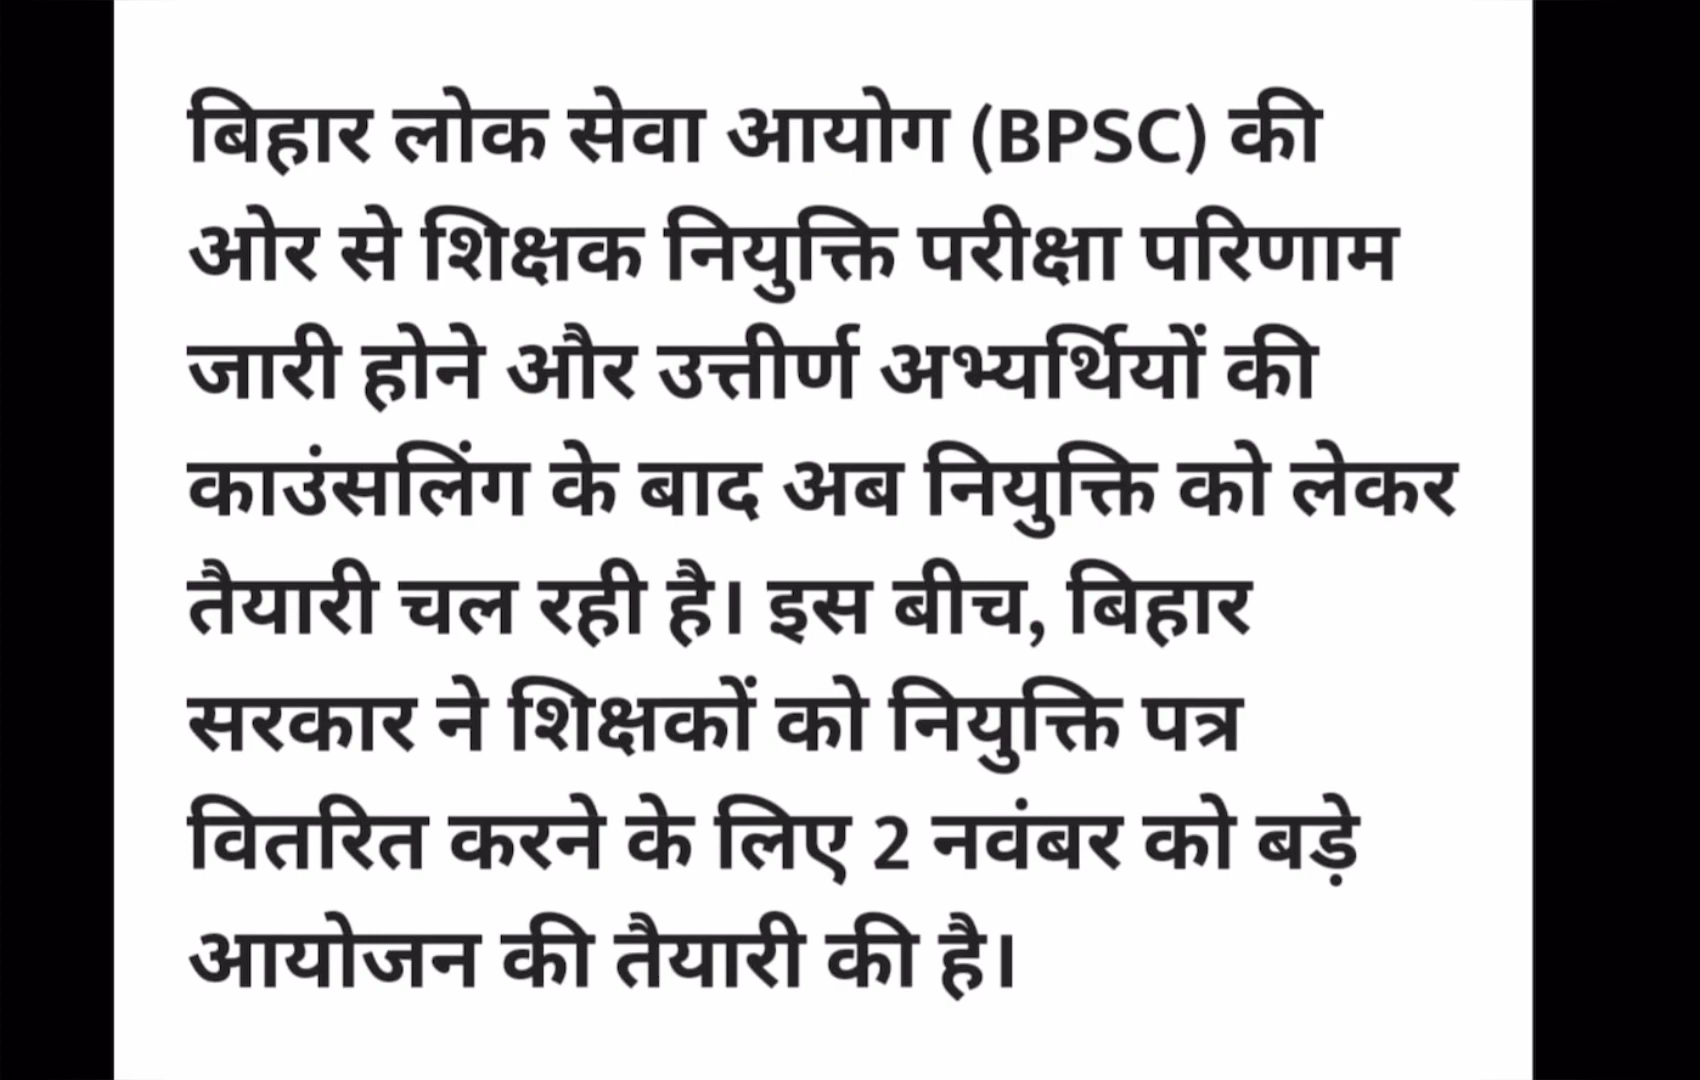 बिहार लोक सेवा आयोग (BPSC) की
ओर से शिक्षक नियुक्ति परीक्षा परिणाम
जारी होने और उत्तीर्ण अभ्यर्थियों की
काउंसलिंग के बाद अब नियुक्ति को लेकर
तैयारी चल रही है। इस बीच, बिहार
सरकार ने शिक्षकों को नियुक्ति पत्र
वितरित करने के लिए 2 नवंबर को बड़े
आयोजन की तैयारी की है।